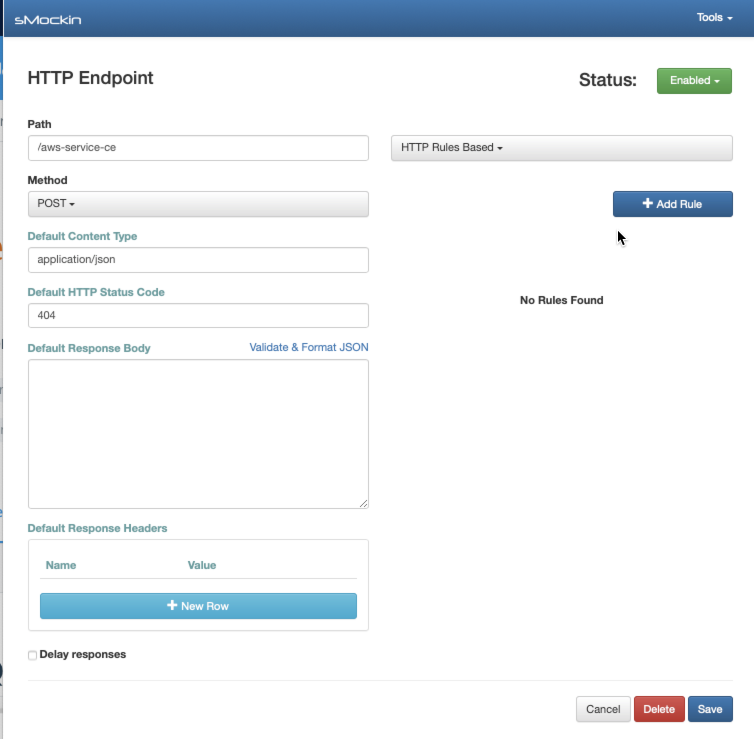 sMockin
Tools
HTTP Endpoint
Status:
Enabled
Path
/aws-service-ce
HTTP Rules Based
Method
POST
+ Add Rule
Default Content Type
application/json
Default HTTP Status Code
404
No Rules Found
Default Response Body
Validate & Format JSON
Default Response Headers
Name
Value
+ New Row
Delay responses
Cancel
Delete
Save